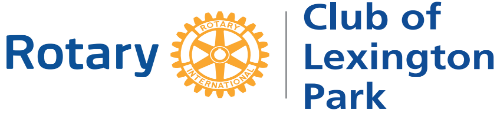 Rotary
ROTARY
INTERNATIONAL
Club of
Lexington
Park